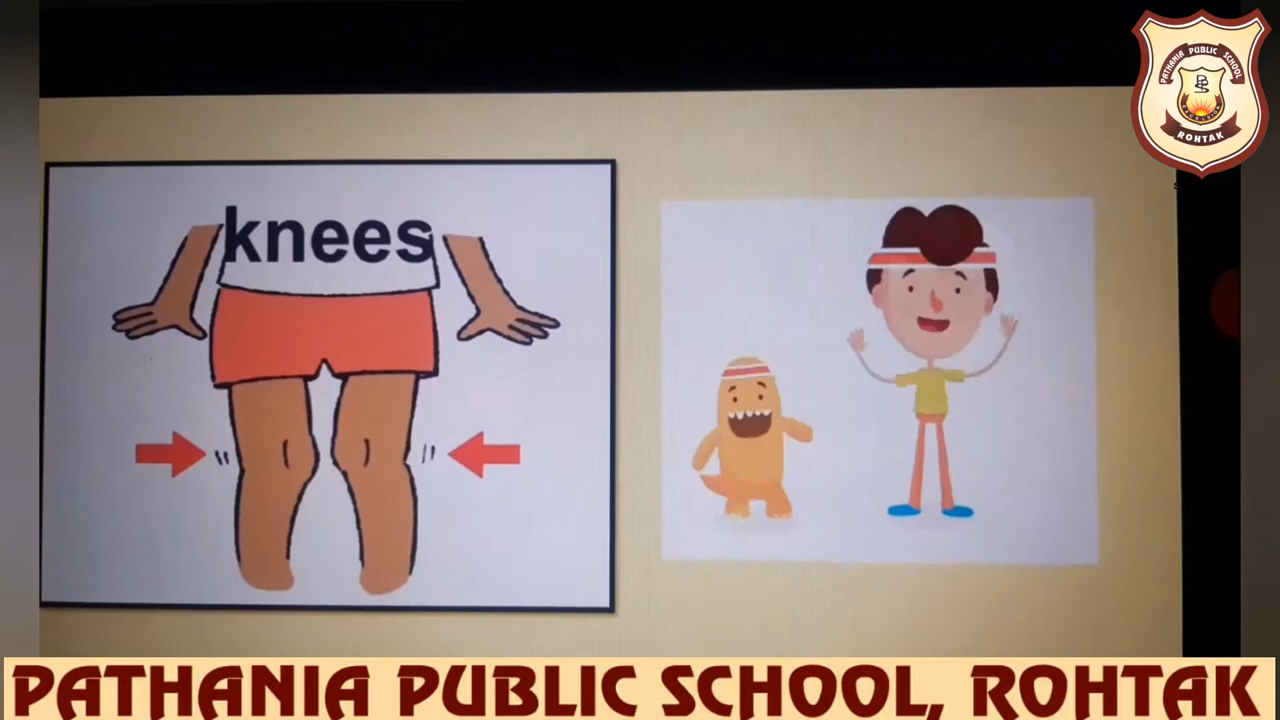 PATHANIA PUBLIC SCHOOL
ROHTAK
knees
PATHANIA PUBLIC SCHOOL, ROHTAK